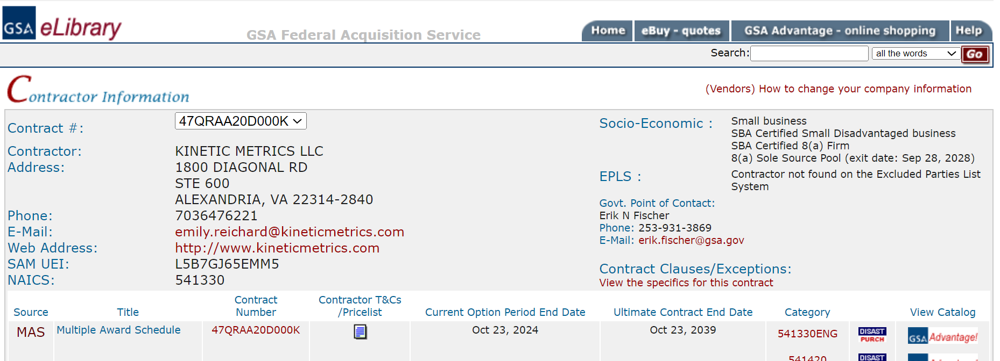 GSA eLibrary
GSA Federal Acquisition Service
Home
eBuy - quotes
GSA Advantage - online shopping
Help
Search:
all the words
Go
Contractor Information
(Vendors) How to change your company information
Contract #:
47QRAA20D000K
Contractor:
KINETIC METRICS LLC
Address:
1800 DIAGONAL RD
STE 600
ALEXANDRIA, VA 22314-2840
Phone:
7036476221
E-Mail:
emily.reichard@kineticmetrics.com
Web Address:
http://www.kineticmetrics.com
SAM UEI:
L5B7GJ65EMM5
NAICS:
541330
Socio-Economic :
Small business
SBA Certified Small Disadvantaged business
SBA Certified 8(a) Firm
8(a) Sole Source Pool (exit date: Sep 28, 2028)
EPLS :
Contractor not found on the Excluded Parties List
System
Govt. Point of Contact:
Erik N Fischer
Phone: 253-931-3869
E-Mail: erik.fischer@gsa.gov
Contract Clauses/Exceptions:
View the specifics for this contract
Source
Title
Contract
Number
Contractor T&Cs
/Pricelist
Current Option Period End Date
Ultimate Contract End Date
Category
View Catalog
MAS
Multiple Award Schedule
47QRAA20D000K
Oct 23, 2024
Oct 23, 2039
541330ENG
DISAST
PURCH
GSA Advantage!
541420
DISAST